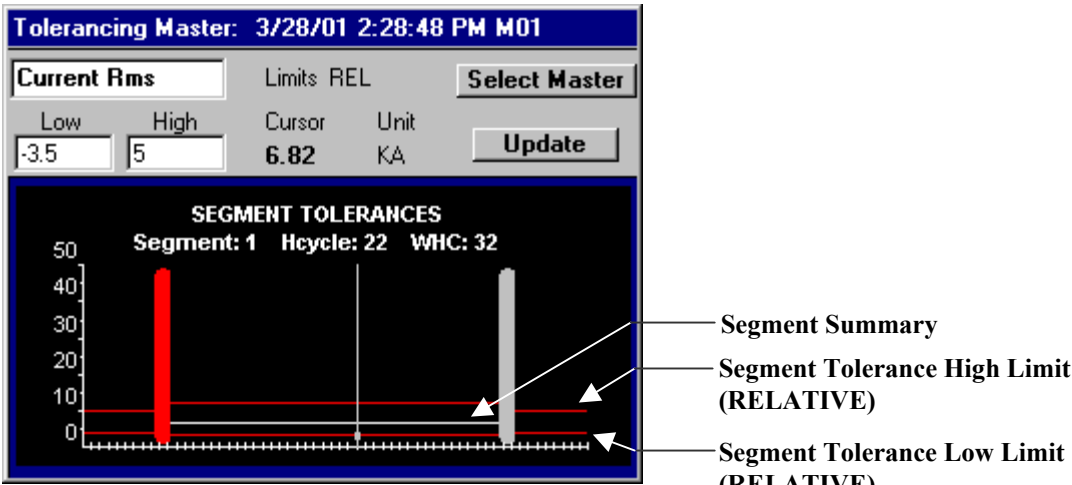 Tolerancing Master: 3/28/01 2:28:48 PM M01
Current Rms
Limits REL
Select Master
Low High Cursor Unit
-3.5 5 6.82 KA
Update
SEGMENT TOLERANCES
Segment: 1 Hcycle: 22 WHC: 32
50
40
30
20
10
0
Segment Summary
Segment Tolerance High Limit
(RELATIVE)
Segment Tolerance Low Limit
(RELATIVE)